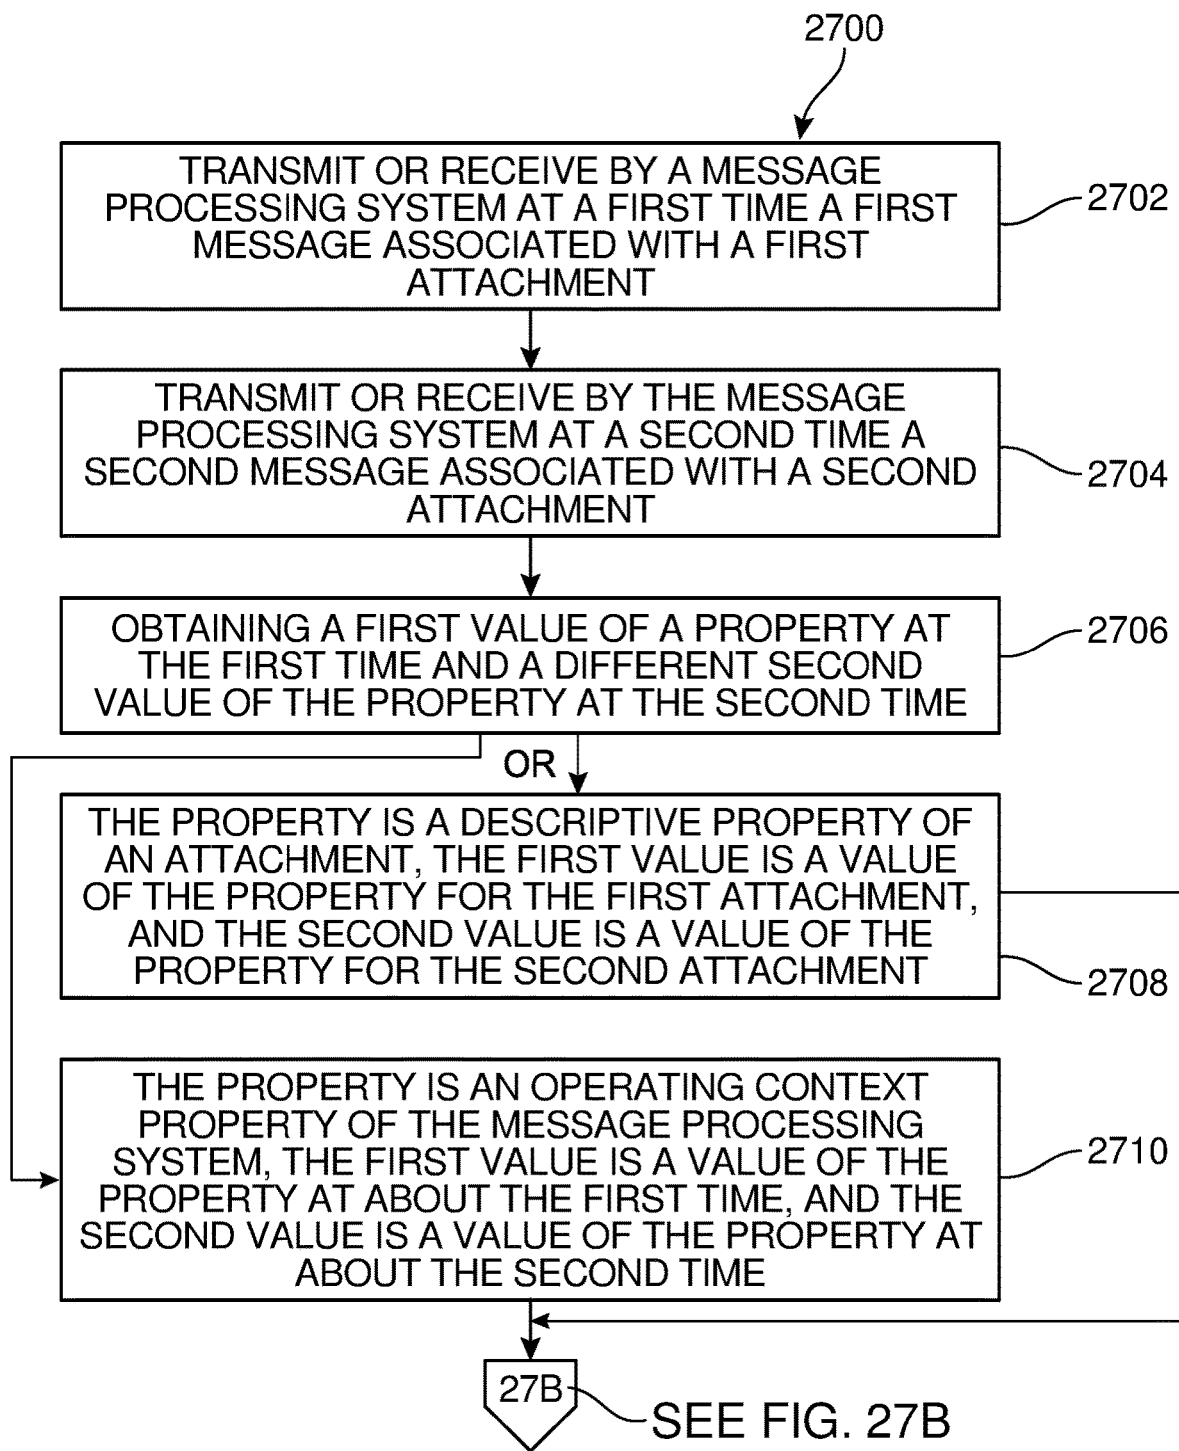 2700
TRANSMIT OR RECEIVE BY A MESSAGE
PROCESSING SYSTEM AT A FIRST TIME A FIRST
MESSAGE ASSOCIATED WITH A FIRST
ATTACHMENT
2702
TRANSMIT OR RECEIVE BY THE MESSAGE
PROCESSING SYSTEM AT A SECOND TIME A
SECOND MESSAGE ASSOCIATED WITH A SECOND
ATTACHMENT
2704
OBTAINING A FIRST VALUE OF A PROPERTY AT
THE FIRST TIME AND A DIFFERENT SECOND
VALUE OF THE PROPERTY AT THE SECOND TIME
2706
OR
THE PROPERTY IS A DESCRIPTIVE PROPERTY OF
AN ATTACHMENT, THE FIRST VALUE IS A VALUE
OF THE PROPERTY FOR THE FIRST ATTACHMENT,
AND THE SECOND VALUE IS A VALUE OF THE
PROPERTY FOR THE SECOND ATTACHMENT
2708
THE PROPERTY IS AN OPERATING CONTEXT
PROPERTY OF THE MESSAGE PROCESSING
SYSTEM, THE FIRST VALUE IS A VALUE OF THE
PROPERTY AT ABOUT THE FIRST TIME, AND THE
SECOND VALUE IS A VALUE OF THE PROPERTY AT
ABOUT THE SECOND TIME
2710
27B
SEE FIG. 27B